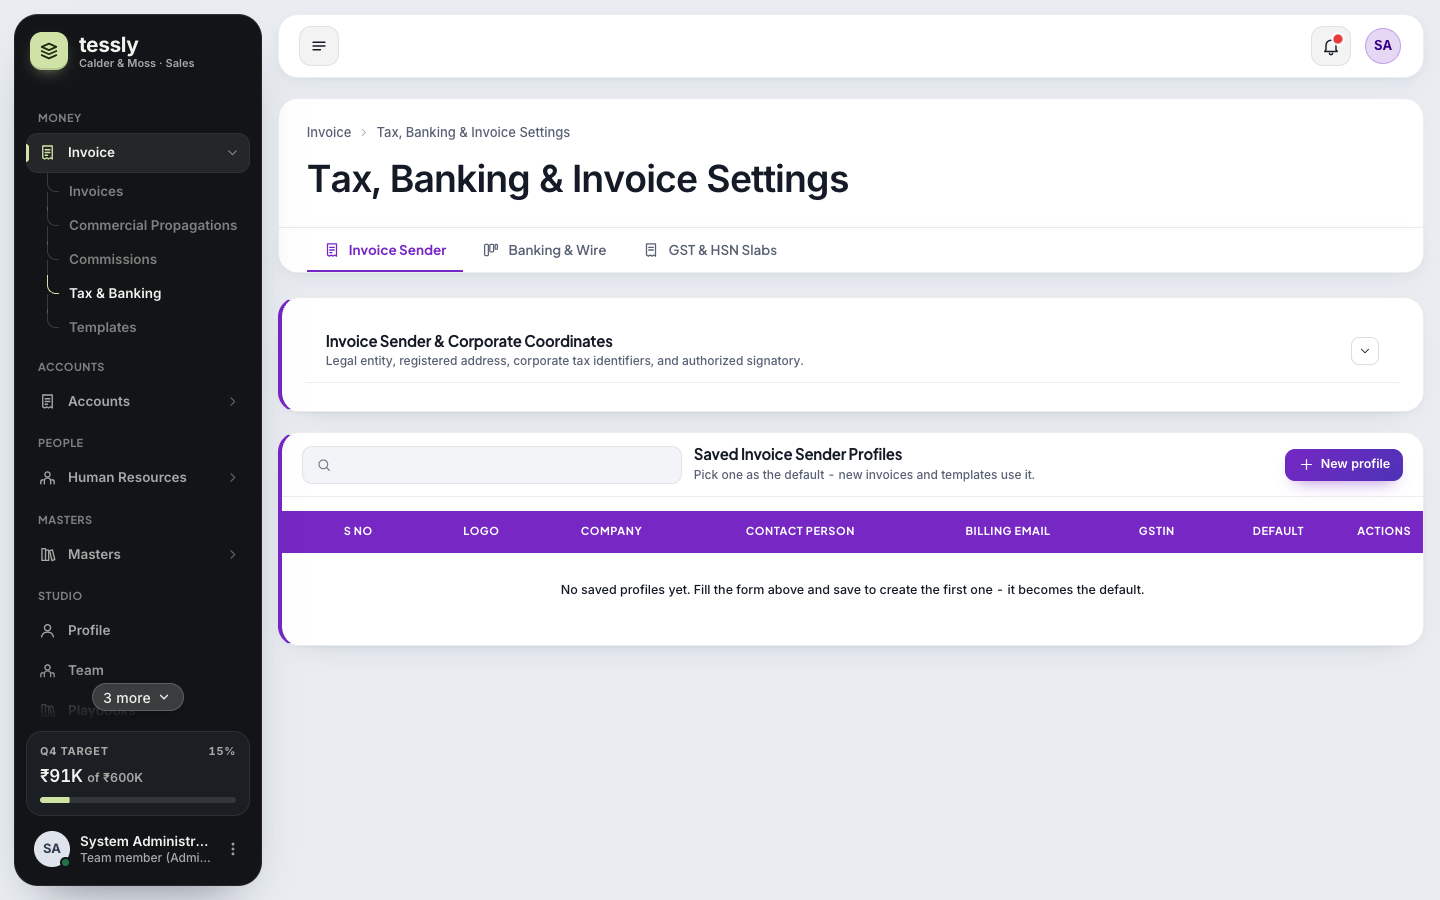 tessly
Calder & Moss · Sales
MONEY
Invoice
Invoices
Commercial Propagations
Commissions
Tax & Banking
Templates
ACCOUNTS
Accounts
PEOPLE
Human Resources
MASTERS
Masters
STUDIO
Profile
Team
Playbooks
3 more
Q4 TARGET 15%
₹91K of ₹600K
SA
System Administr...
Team member (Admi...
SA
Invoice > Tax, Banking & Invoice Settings
Tax, Banking & Invoice Settings
Invoice Sender Banking & Wire GST & HSN Slabs
Invoice Sender & Corporate Coordinates
Legal entity, registered address, corporate tax identifiers, and authorized signatory.
Saved Invoice Sender Profiles
Pick one as the default - new invoices and templates use it.
New profile
S NO LOGO COMPANY CONTACT PERSON BILLING EMAIL GSTIN DEFAULT ACTIONS
No saved profiles yet. Fill the form above and save to create the first one - it becomes the default.